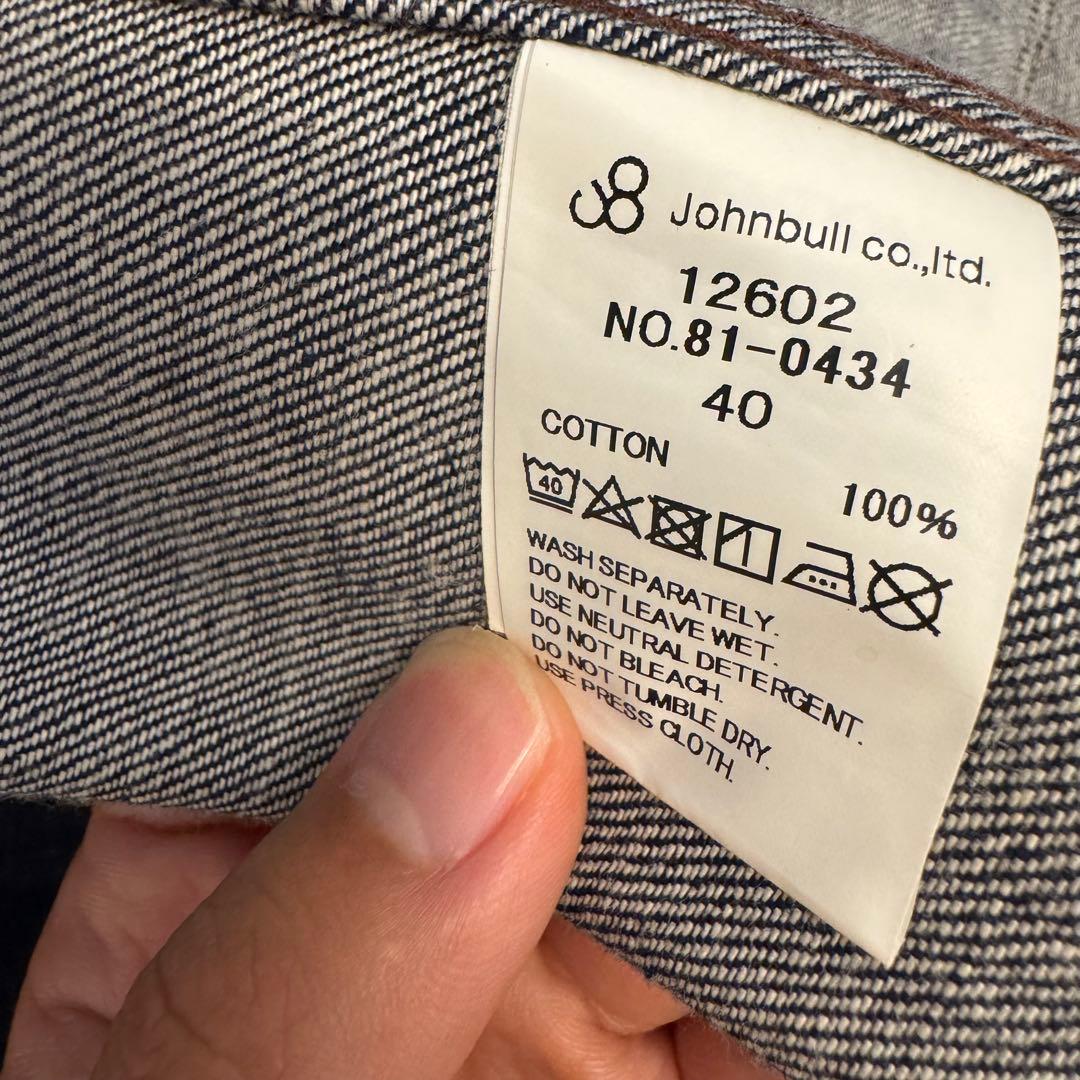 Johnbull co.,ltd.
12602
NO.81-0434
40
COTTON
100%
40
WASH SEPARATELY.
DO NOT LEAVE WET.
USE NEUTRAL DETERGENT.
DO NOT BLEACH.
DO NOT TUMBLE DRY.
USE PRESS CLOTH.